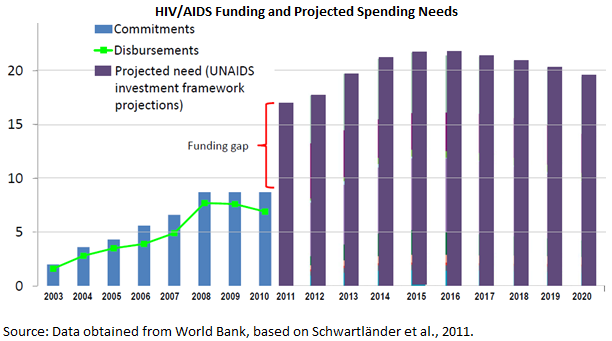 HIV/AIDS Funding and Projected Spending Needs
Commitments
Disbursements
Projected need (UNAIDS
investment framework
projections)
Funding gap
20
15
10
5
0
2003 2004 2005 2006 2007 2008 2009 2010 2011 2012 2013 2014 2015 2016 2017 2018 2019 2020
Source: Data obtained from World Bank, based on Schwartländer et al., 2011.